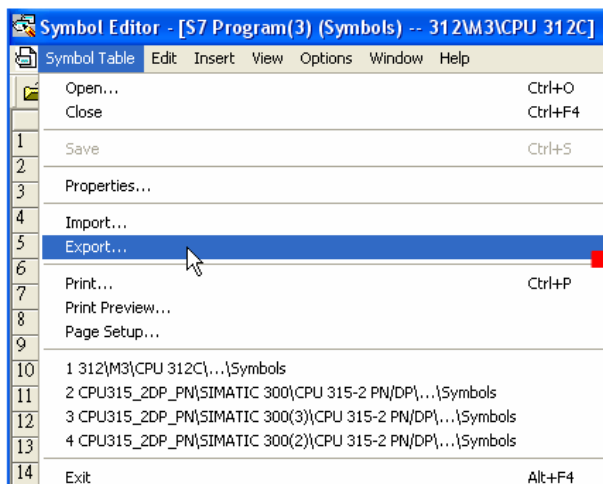 Symbol Editor - [S7 Program(3) (Symbols) -- 312\M3\CPU 312C]
Symbol Table Edit Insert View Options Window Help
Open... Ctrl+O
Close Ctrl+F4
1
Save Ctrl+S
2
3 Properties...
4 Import...
5 Export...
6
7 Print... Ctrl+P
8 Print Preview...
Page Setup...
9
10 1 312\M3\CPU 312C\...\Symbols
11 2 CPU315_2DP_PN\SIMATIC 300\CPU 315-2 PN/DP\...\Symbols
12 3 CPU315_2DP_PN\SIMATIC 300(3)\CPU 315-2 PN/DP\...\Symbols
13 4 CPU315_2DP_PN\SIMATIC 300(2)\CPU 315-2 PN/DP\...\Symbols
14 Exit Alt+F4